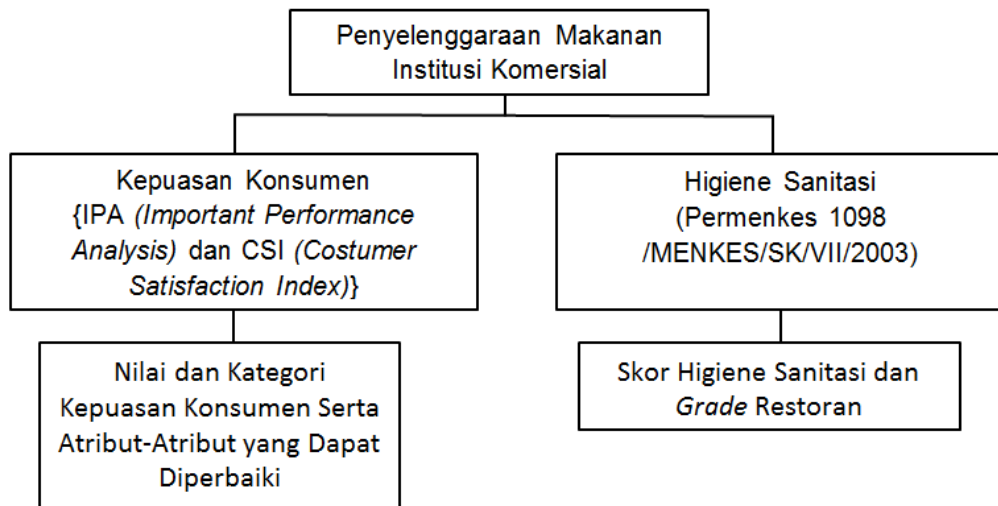 Penyelenggaraan Makanan
Institusi Komersial
Kepuasan Konsumen
{IPA (Important Performance
Analysis) dan CSI (Costumer
Satisfaction Index)}
Higiene Sanitasi
(Permenkes 1098
/MENKES/SK/VII/2003)
Nilai dan Kategori
Kepuasan Konsumen Serta
Atribut-Atribut yang Dapat
Diperbaiki
Skor Higiene Sanitasi dan
Grade Restoran